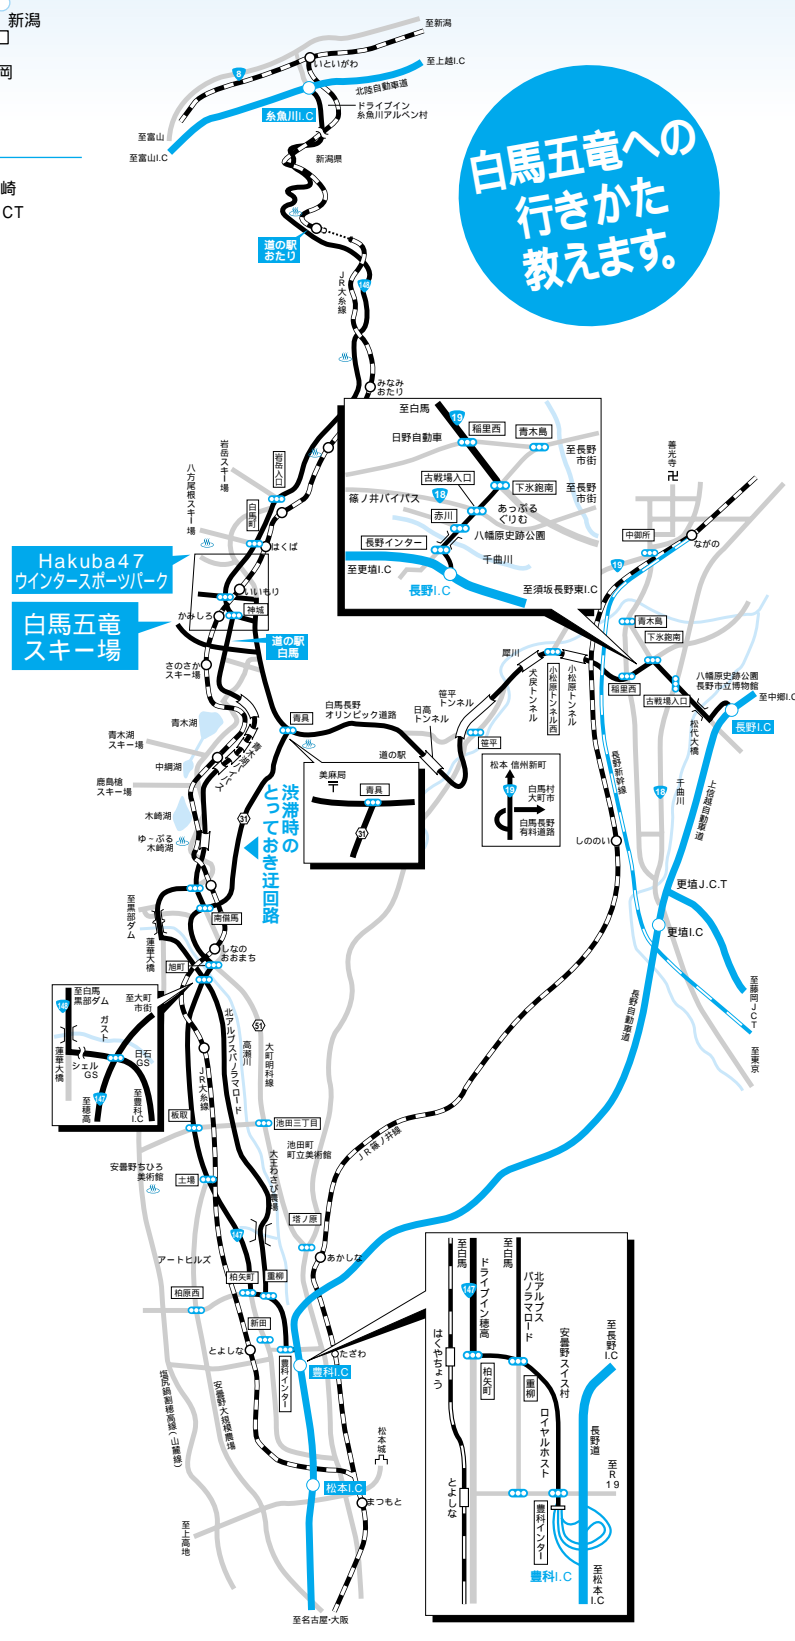 新潟
岡
崎
CT
至新潟
いといがわ
8
至上越I.C
北陸自動車道
糸魚川I.C
ドライブイン
糸魚川アルペン村
至富山
至富山I.C
新潟県
白馬五竜への
行きかた
教えます。
道の駅
おたり
JR大糸線
148
みなみ
おたり
至白馬
19
日野自動車
稲里西
青木島
至長野
市街
古戦場入口
18
下氷鉋南
至長野
市街
篠ノ井バイパス
あっぷる
ぐりむ
赤川
八幡原史跡公園
長野インター
千曲川
至更埴I.C
長野I.C
至須坂長野東I.C
岩岳スキー場
岩岳入口
八方尾根スキー場
白馬町
はくば
Hakuba47
ウインタースポーツパーク
いいもり
かみしろ
神城
白馬五竜
スキー場
道の駅
白馬
さのさか
スキー場
善光寺
中御所
ながの
19
青木島
下氷鉋南
犀川
犬戻トンネル
小松原トンネル西
小松原トンネル
稲里西
古戦場入口
八幡原史跡公園
長野市立博物館
至中郷I.C
松代大橋
長野I.C
青木湖
青木湖
スキー場
中綱湖
青木湖バイパス
鹿島槍
スキー場
木崎湖
ゆ~ぷる
木崎湖
青具
白馬長野
オリンピック道路
日高
トンネル
笹平
トンネル
笹平
道の駅
美麻局
青具
31
31
渋滞時の
とっておき迂回路
松本 信州新町
19
白馬村
大町市
白馬長野
有料道路
長野新幹線
18
千曲川
上信越自動車道
しののい
更埴J.C.T
更埴I.C
至藤岡JCT
至東京
長野自動車道
至黒部ダム
蓮華大橋
南借馬
しなの
おおまち
旭町
至白馬
黒部ダム
148
至大町
市街
ガスト
蓮華大橋
シェル
GS
日石
GS
147
至穂高
至豊科I.C
北アルプスパノラマロード
高瀬川
51
大町明科線
JR大糸線
板取
池田三丁目
池田町
町立美術館
JR篠ノ井線
安曇野ちひろ
美術館
土場
大王わさび農場
塔ノ原
147
あかしな
アートヒルズ
柏矢町
重柳
柏原西
新田
とよしな
豊科インター
たざわ
豊科I.C
塩尻鍋割穂高線(山麓線)
安曇野大規模農場
松本城
松本I.C
まつもと
至上高地
至名古屋・大阪
至白馬
至白馬
147
ドライブイン穂高
北アルプス
パノラマロード
はくやちょう
柏矢町
重柳
安曇野スイス村
至長野I.C
ロイヤルホスト
長野道
至R19
とよしな
豊科インター
豊科I.C
至松本I.C